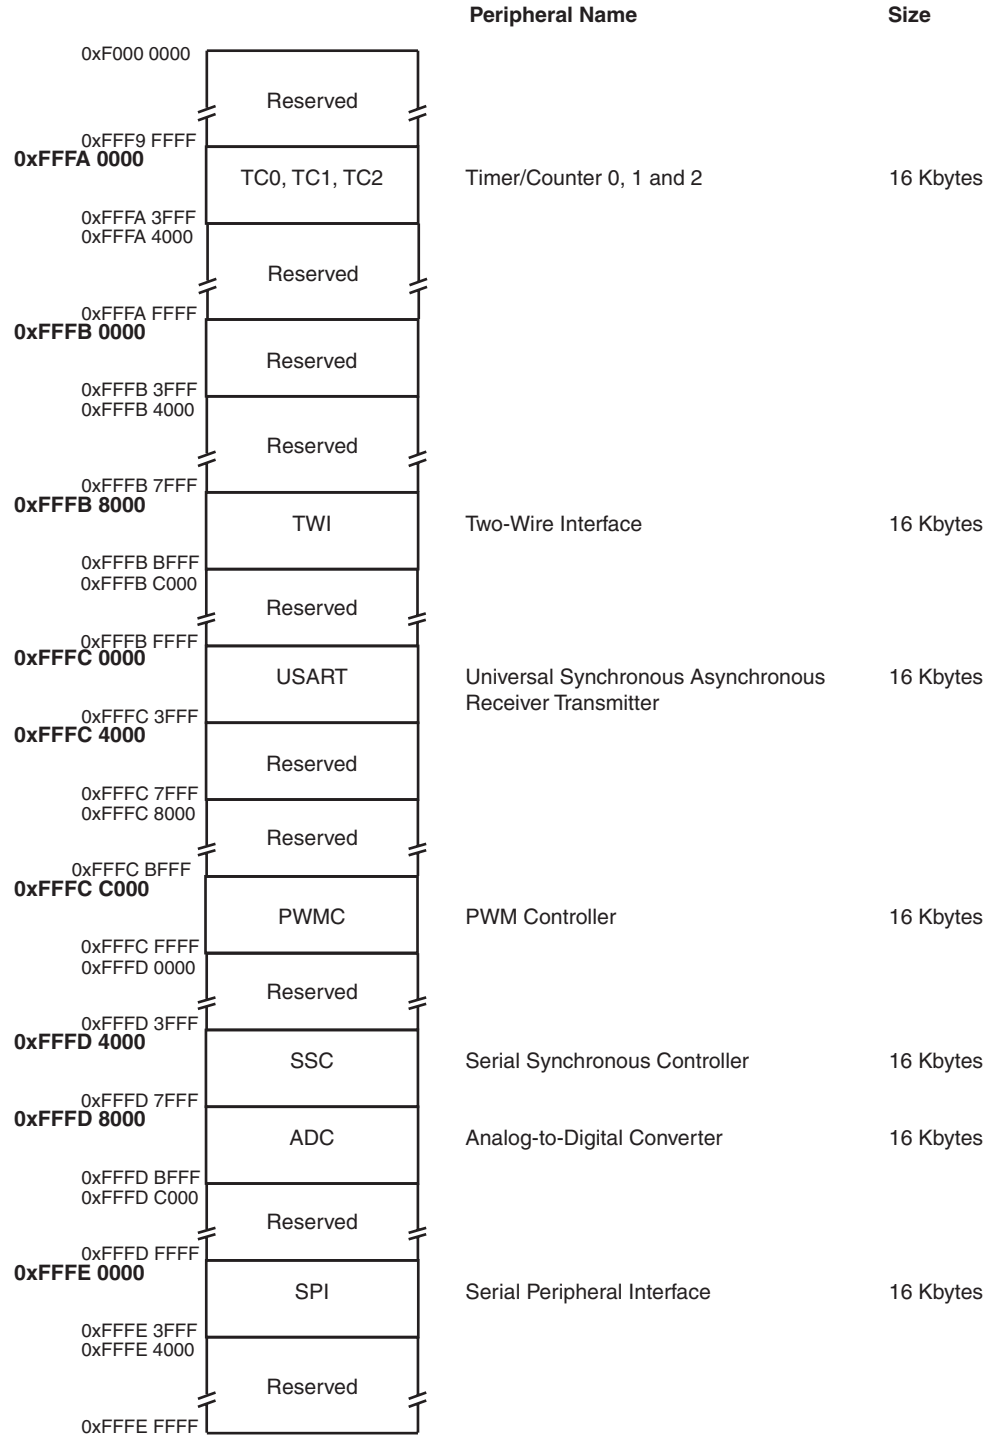 Peripheral Name Size
0xF000 0000
Reserved
0xFFF9 FFFF
0xFFFA 0000
TC0, TC1, TC2 Timer/Counter 0, 1 and 2 16 Kbytes
0xFFFA 3FFF
0xFFFA 4000
Reserved
0xFFFA FFFF
0xFFFB 0000
Reserved
0xFFFB 3FFF
0xFFFB 4000
Reserved
0xFFFB 7FFF
0xFFFB 8000
TWI Two-Wire Interface 16 Kbytes
0xFFFB BFFF
0xFFFB C000
Reserved
0xFFFB FFFF
0xFFFC 0000
USART Universal Synchronous Asynchronous 16 Kbytes
Receiver Transmitter
0xFFFC 3FFF
0xFFFC 4000
Reserved
0xFFFC 7FFF
0xFFFC 8000
Reserved
0xFFFC BFFF
0xFFFC C000
PWMC PWM Controller 16 Kbytes
0xFFFC FFFF
0xFFFD 0000
Reserved
0xFFFD 3FFF
0xFFFD 4000
SSC Serial Synchronous Controller 16 Kbytes
0xFFFD 7FFF
0xFFFD 8000
ADC Analog-to-Digital Converter 16 Kbytes
0xFFFD BFFF
0xFFFD C000
Reserved
0xFFFD FFFF
0xFFFE 0000
SPI Serial Peripheral Interface 16 Kbytes
0xFFFE 3FFF
0xFFFE 4000
Reserved
0xFFFE FFFF